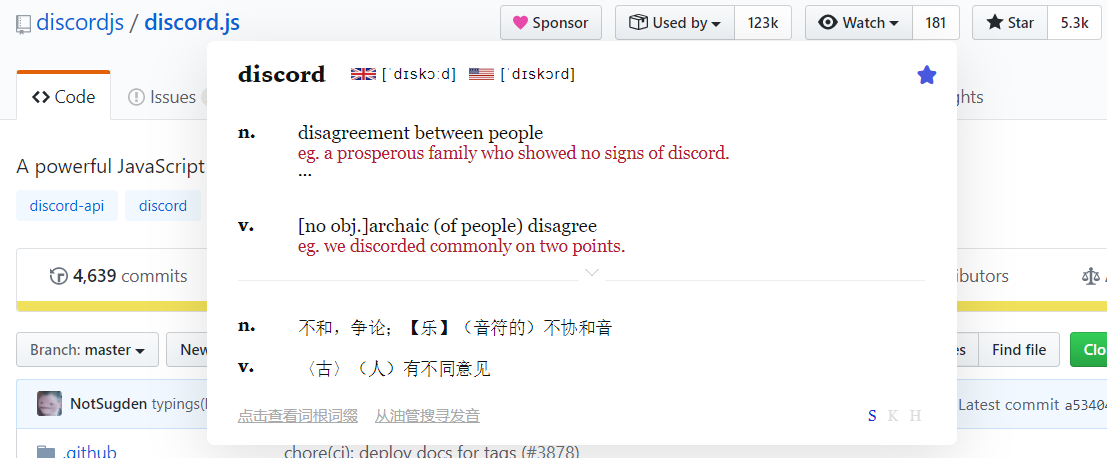 discordjs / discord.js Sponsor Used by 123k Watch 181 Star 5.3k
discord [ˈdɪskɔːd] [ˈdɪskɔrd]
Code Issues ghts
n. disagreement between people
eg. a prosperous family who showed no signs of discord.
...
A powerful JavaScript
discord-api discord
v. [no obj.]archaic (of people) disagree
eg. we discorded commonly on two points.
4,639 commits ibutors
n. 不和，争论；【乐】（音符的）不协和音
Branch: master New es Find file Clo
v. 〈古〉（人）有不同意见
NotSugden typings( Latest commit a5340
点击查看词根词缀 从油管搜寻发音 S K H
.github chore(ci): deploy docs for tags (#3878)